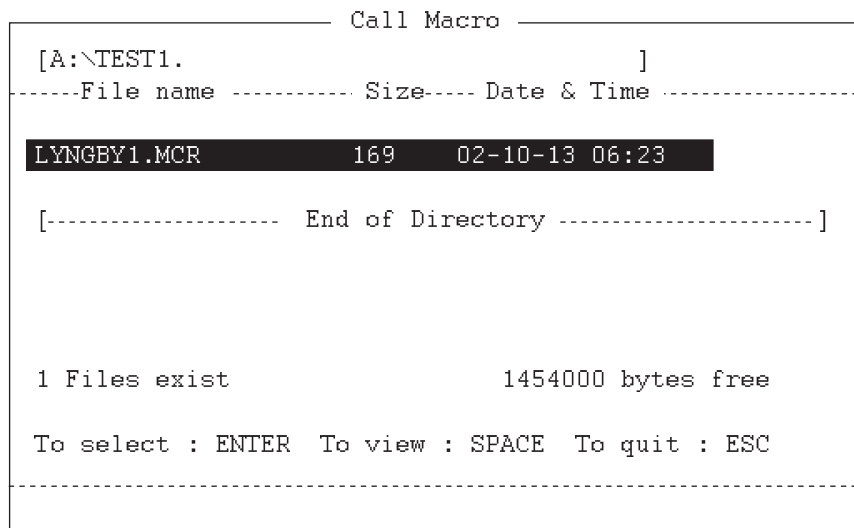 Call Macro
[A:\TEST1. ]
File name Size Date & Time
LYNGBY1.MCR 169 02-10-13 06:23
[--------------------- End of Directory -----------------------]
1 Files exist 1454000 bytes free
To select : ENTER To view : SPACE To quit : ESC